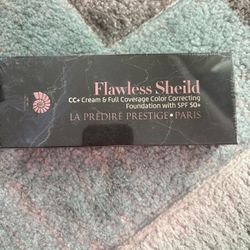 Flawless Sheild
CC+ Cream & Full Coverage Color Correcting
Foundation with SPF 50+
LA PRÉDIRE PRESTIGE • PARIS